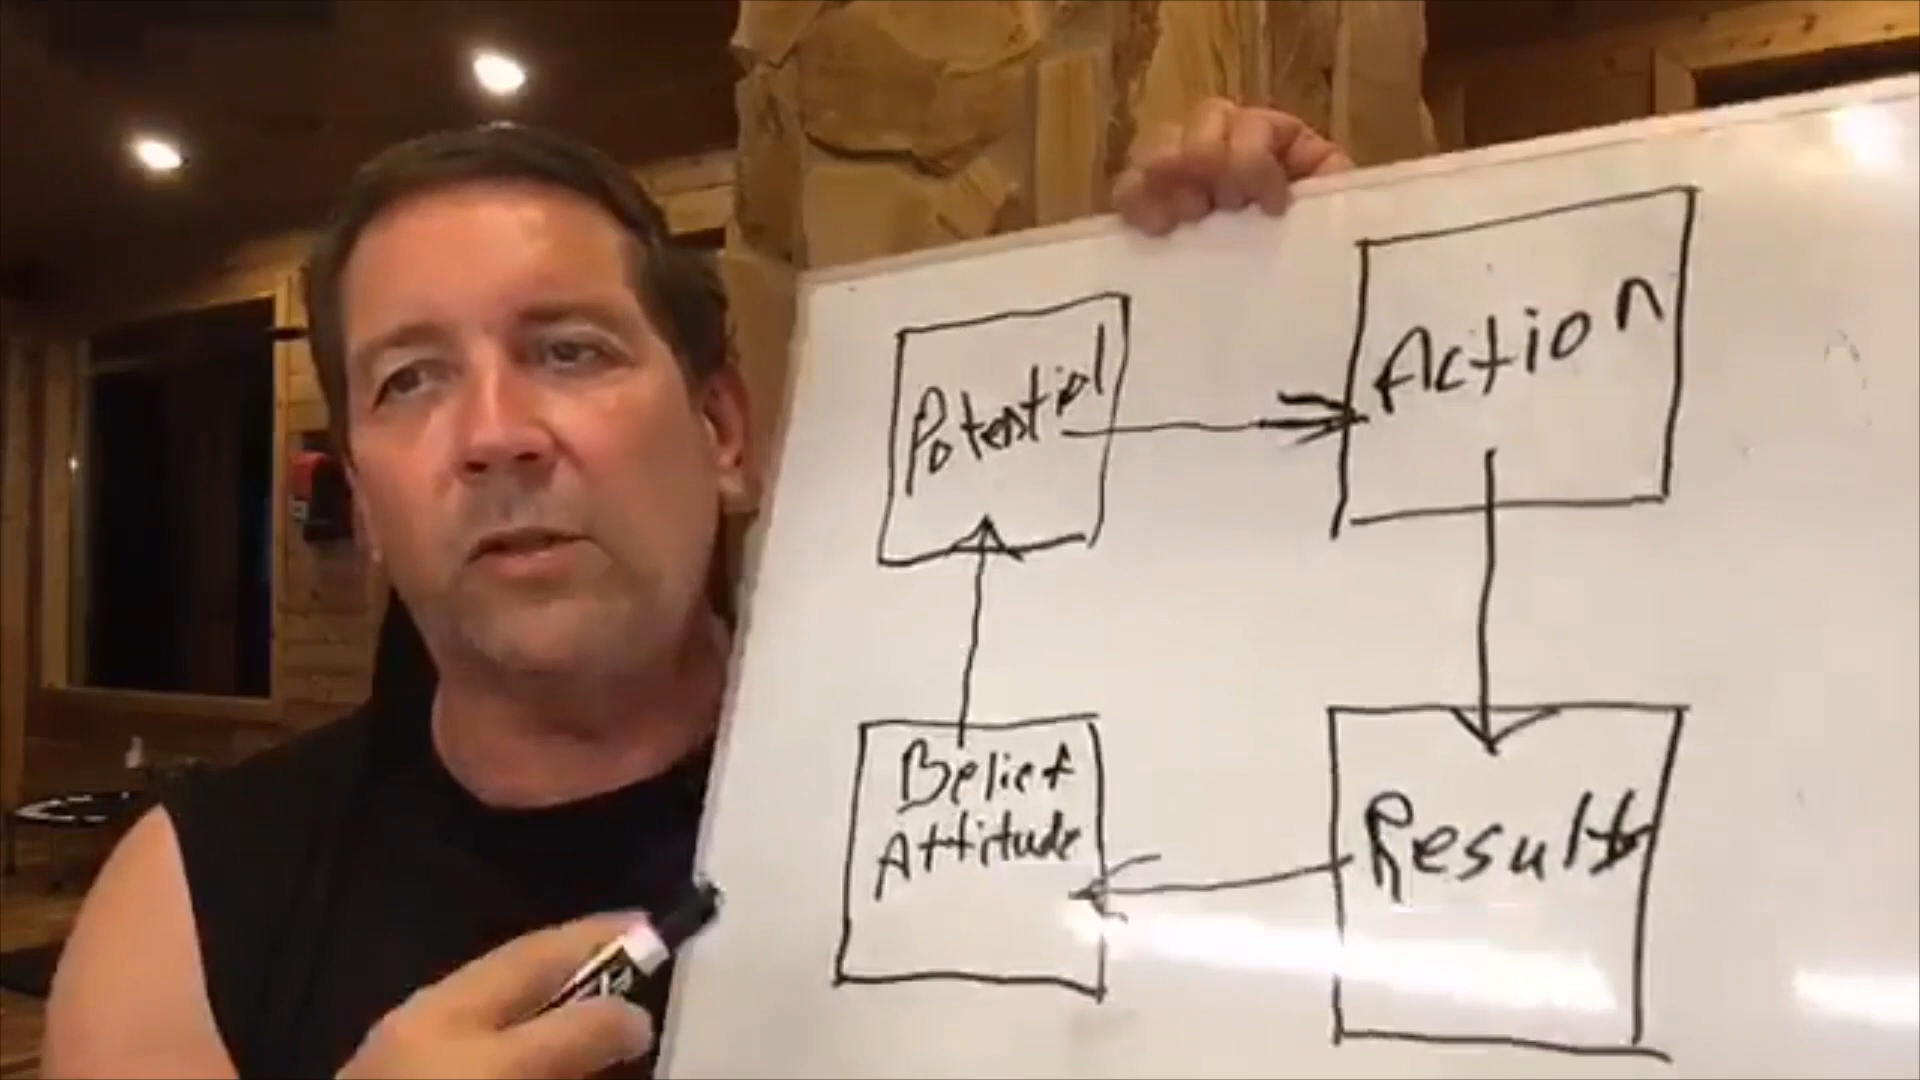 Potential
Action
Belief
Attitude
Results